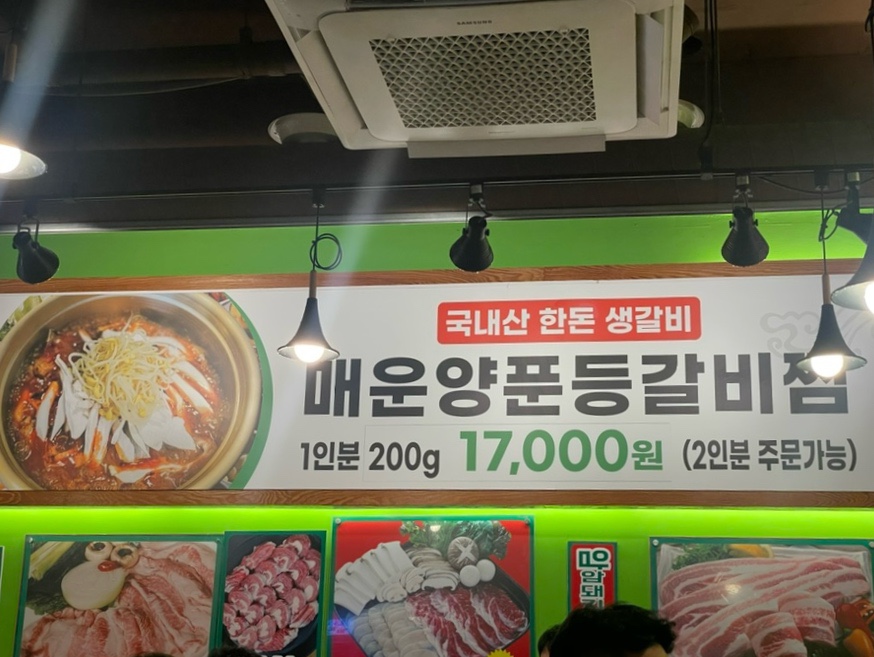 SAMSUNG
국내산 한돈 생갈비
매운양푼등갈비찜
1인분 200g 17,000원 (2인분 주문가능)